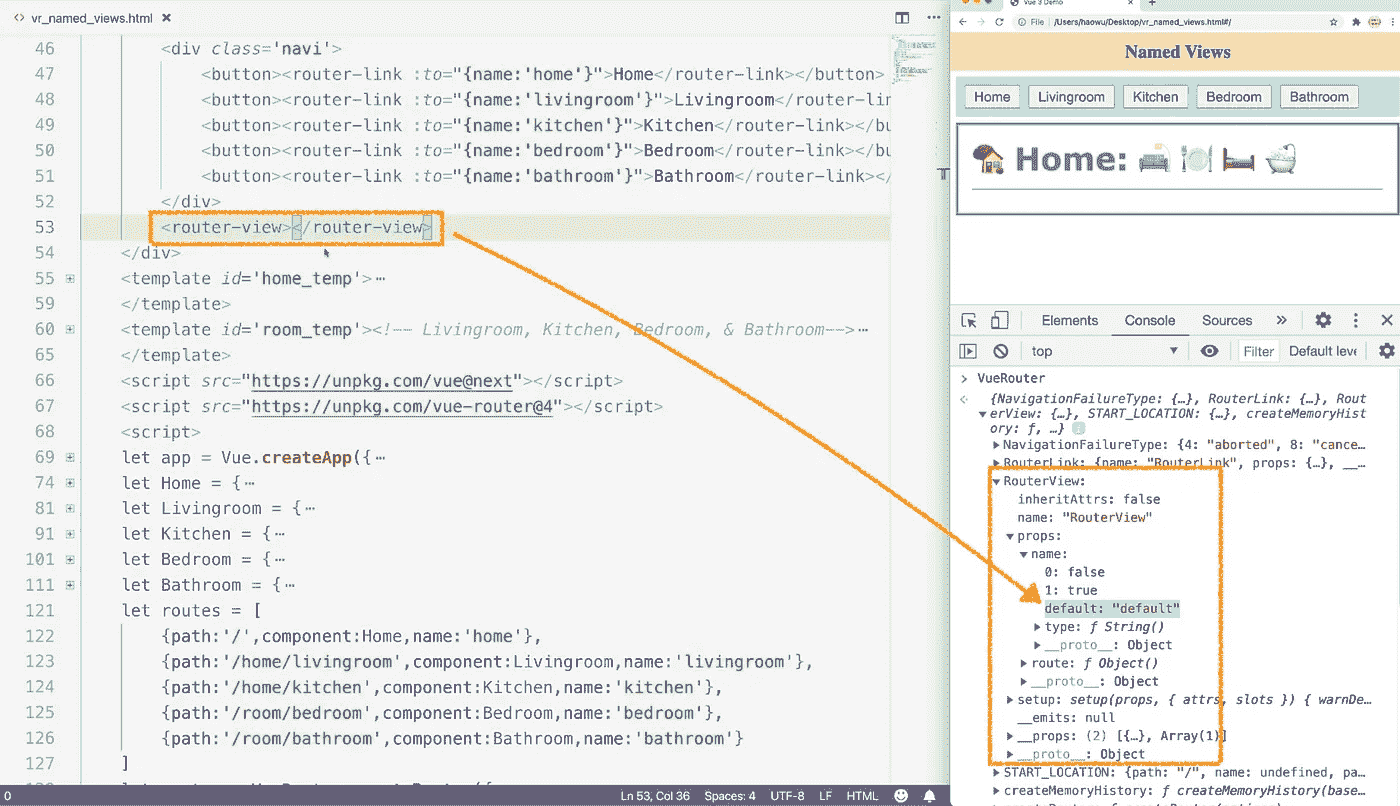 vr_named_views.html
46 <div class='navi'>
47 <button><router-link :to="{name:'home'}">Home</router-link></button>
48 <button><router-link :to="{name:'livingroom'}">Livingroom</router-lin
49 <button><router-link :to="{name:'kitchen'}">Kitchen</router-link></bu
50 <button><router-link :to="{name:'bedroom'}">Bedroom</router-link></bu
51 <button><router-link :to="{name:'bathroom'}">Bathroom</router-link></
52 </div>
53 <router-view></router-view>
54 </div>
55 <template id='home_temp'>…
59 </template>
60 <template id='room_temp'><!-- Livingroom, Kitchen, Bedroom, & Bathroom-->…
65 </template>
66 <script src="https://unpkg.com/vue@next"></script>
67 <script src="https://unpkg.com/vue-router@4"></script>
68 <script>
69 let app = Vue.createApp({…
74 let Home = {…
81 let Livingroom = {…
91 let Kitchen = {…
101 let Bedroom = {…
111 let Bathroom = {…
121 let routes = [
122 {path:'/',component:Home,name:'home'},
123 {path:'/home/livingroom',component:Livingroom,name:'livingroom'},
124 {path:'/home/kitchen',component:Kitchen,name:'kitchen'},
125 {path:'/room/bedroom',component:Bedroom,name:'bedroom'},
126 {path:'/room/bathroom',component:Bathroom,name:'bathroom'}
127 ]
0 Ln 53, Col 36 Spaces: 4 UTF-8 LF HTML
Vue 3 Demo
File /Users/haowu/Desktop/vr_named_views.html#/
Named Views
Home Livingroom Kitchen Bedroom Bathroom
Home:
Elements Console Sources »
top Filter Default leve
> VueRouter
{NavigationFailureType: {…}, RouterLink: {…}, Rout
erView: {…}, START_LOCATION: {…}, createMemoryHist
ory: ƒ, …}
NavigationFailureType: {4: "aborted", 8: "cance…
RouterLink: {name: "RouterLink", props: {…}, __…
RouterView:
inheritAttrs: false
name: "RouterView"
props:
name:
0: false
1: true
default: "default"
type: ƒ String()
__proto__: Object
route: ƒ Object()
__proto__: Object
setup: setup(props, { attrs, slots }) { warnDe…
__emits: null
__props: (2) [{…}, Array(1)]
__proto__: Object
START_LOCATION: {path: "/", name: undefined, pa…
createMemoryHistory: ƒ createMemoryHistory(base…